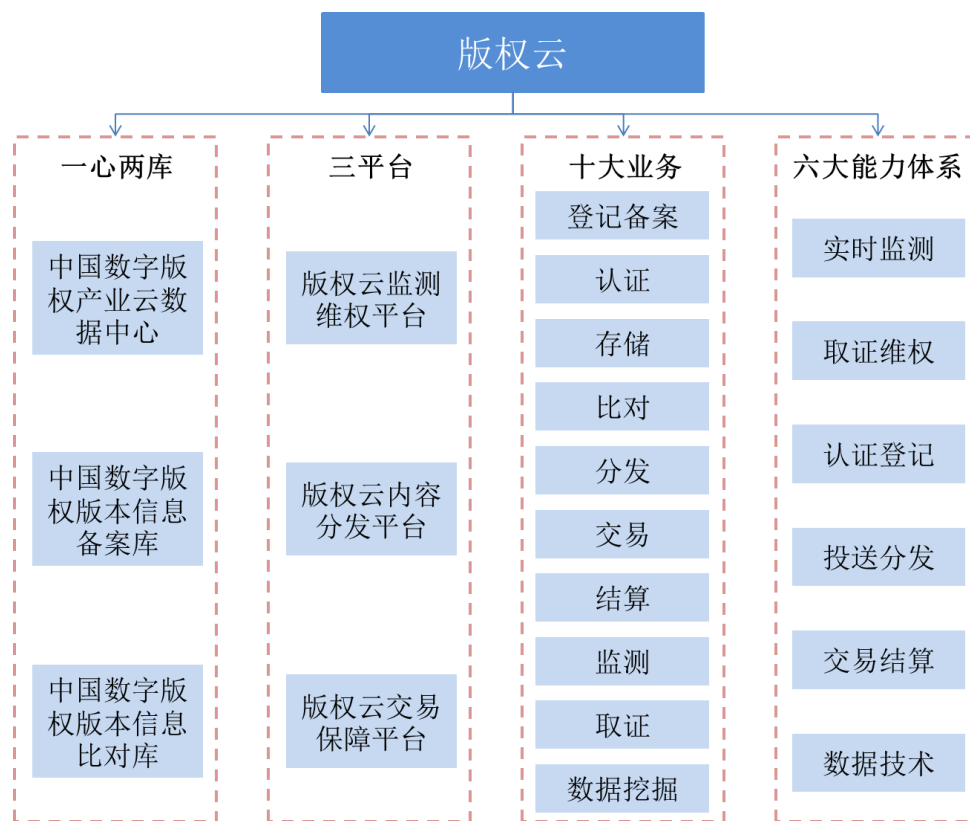 版权云
一心两库
中国数字版
权产业云数
据中心
中国数字版
权版本信息
备案库
中国数字版
权版本信息
比对库
三平台
版权云监测
维权平台
版权云内容
分发平台
版权云交易
保障平台
十大业务
登记备案
认证
存储
比对
分发
交易
结算
监测
取证
数据挖掘
六大能力体系
实时监测
取证维权
认证登记
投送分发
交易结算
数据技术